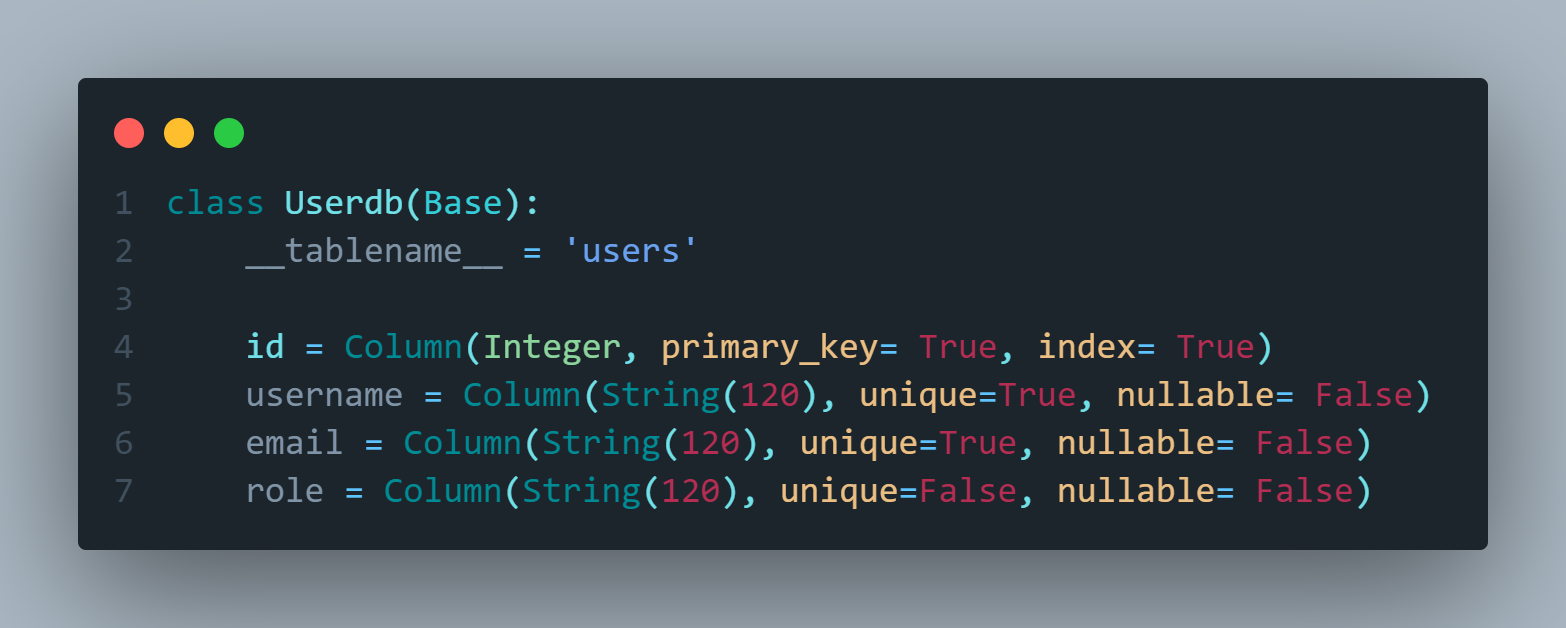 1 class Userdb(Base):
2     __tablename__ = 'users'
3
4     id = Column(Integer, primary_key= True, index= True)
5     username = Column(String(120), unique=True, nullable= False)
6     email = Column(String(120), unique=True, nullable= False)
7     role = Column(String(120), unique=False, nullable= False)